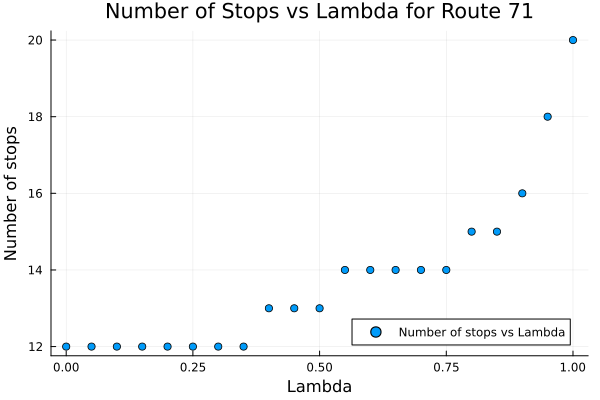 Number of Stops vs Lambda for Route 71
20
18
16
14
12
Number of stops
0.00
0.25
0.50
0.75
1.00
Lambda
Number of stops vs Lambda